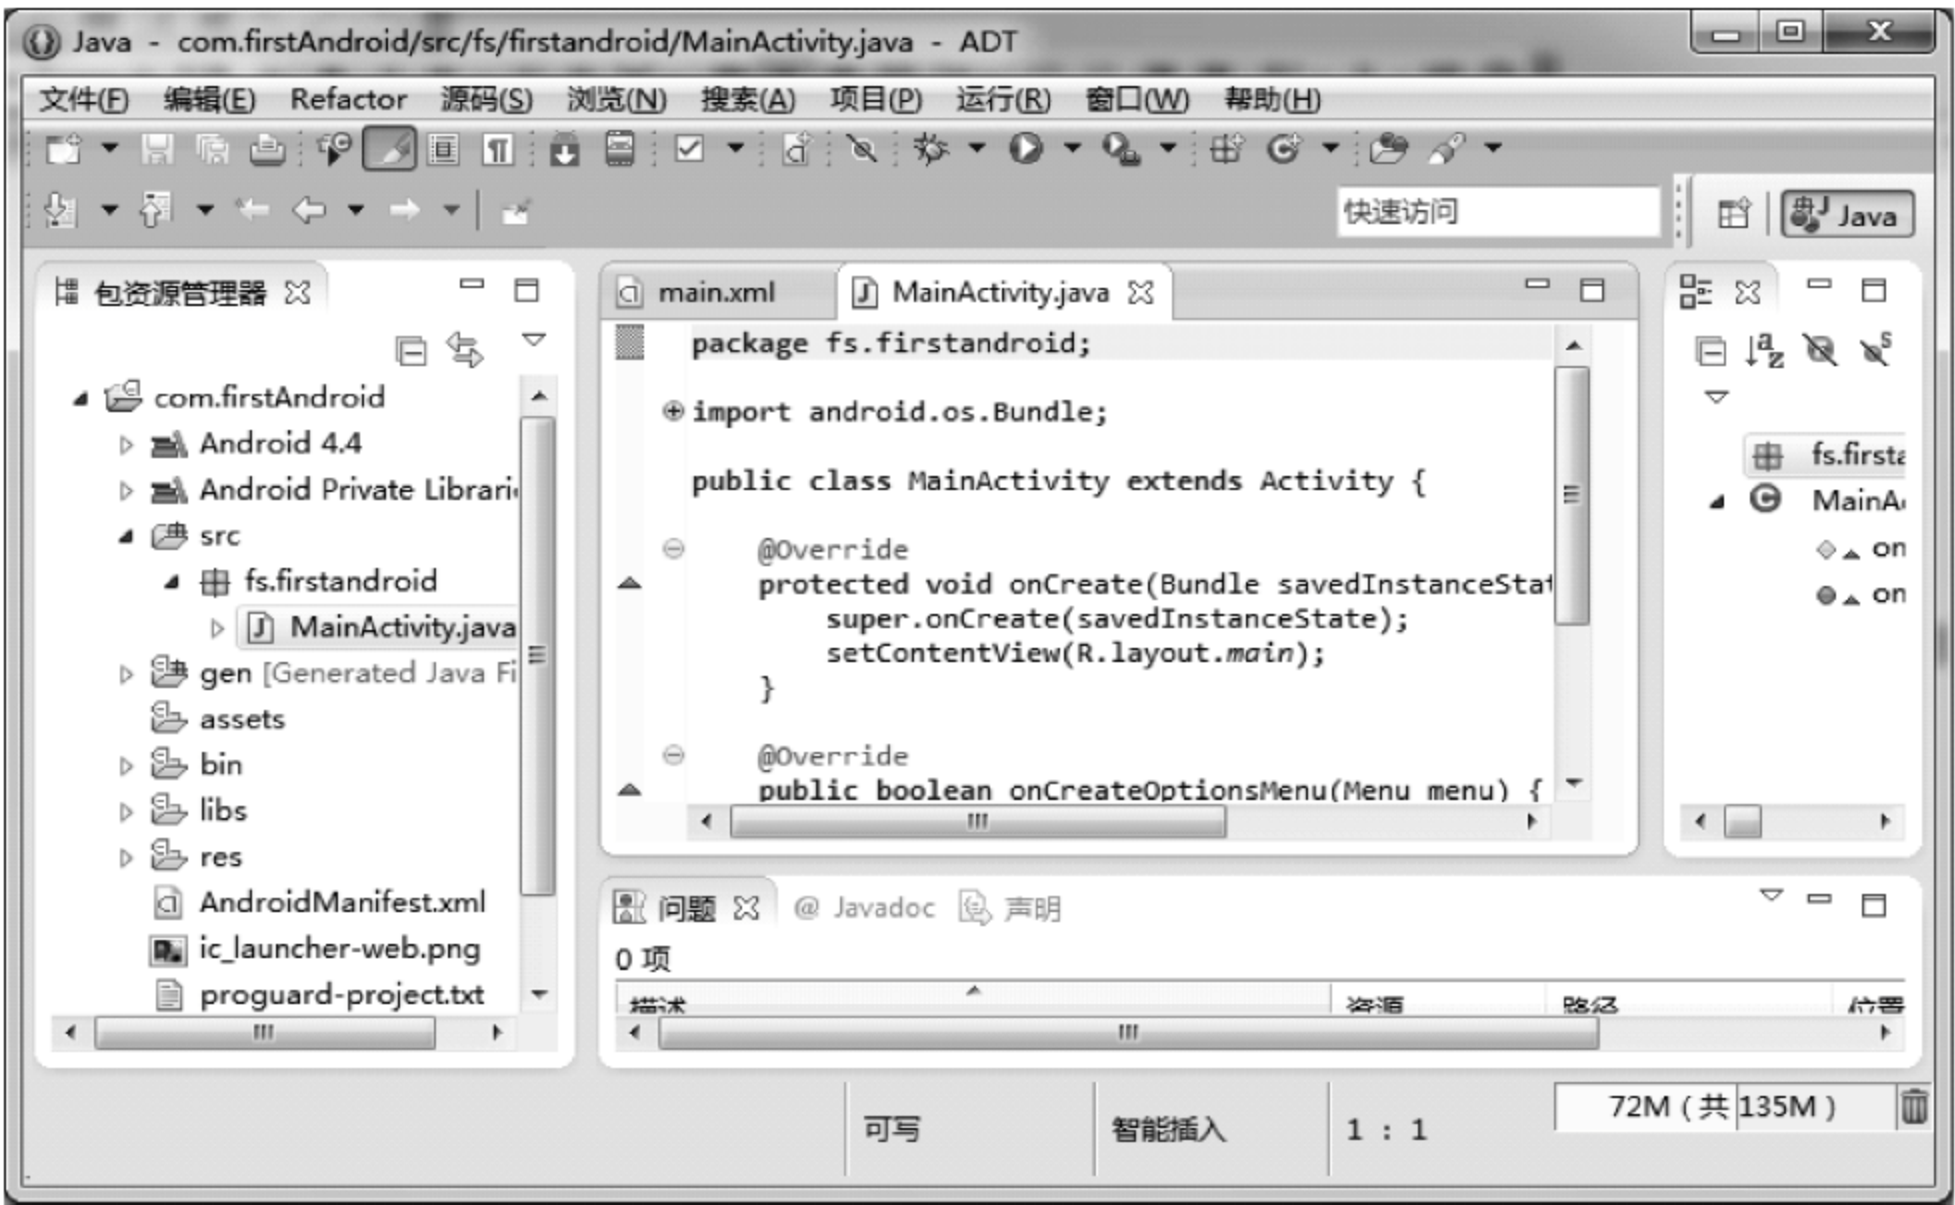 Java - com.firstAndroid/src/fs/firstandroid/MainActivity.java - ADT
文件(F) 编辑(E) Refactor 源码(S) 浏览(N) 搜索(A) 项目(P) 运行(R) 窗口(W) 帮助(H)
快速访问
Java
包资源管理器
com.firstAndroid
Android 4.4
Android Private Librari
src
fs.firstandroid
MainActivity.java
gen [Generated Java Fi
assets
bin
libs
res
AndroidManifest.xml
ic_launcher-web.png
proguard-project.txt
main.xml MainActivity.java
package fs.firstandroid;
import android.os.Bundle;
public class MainActivity extends Activity {
@Override
protected void onCreate(Bundle savedInstanceStat
super.onCreate(savedInstanceState);
setContentView(R.layout.main);
}
@Override
public boolean onCreateOptionsMenu(Menu menu) {
fs.firsta
MainA
on
on
问题 @ Javadoc 声明
0 项
描述 资源 路径 位置
可写 智能插入 1 : 1 72M（共 135M）